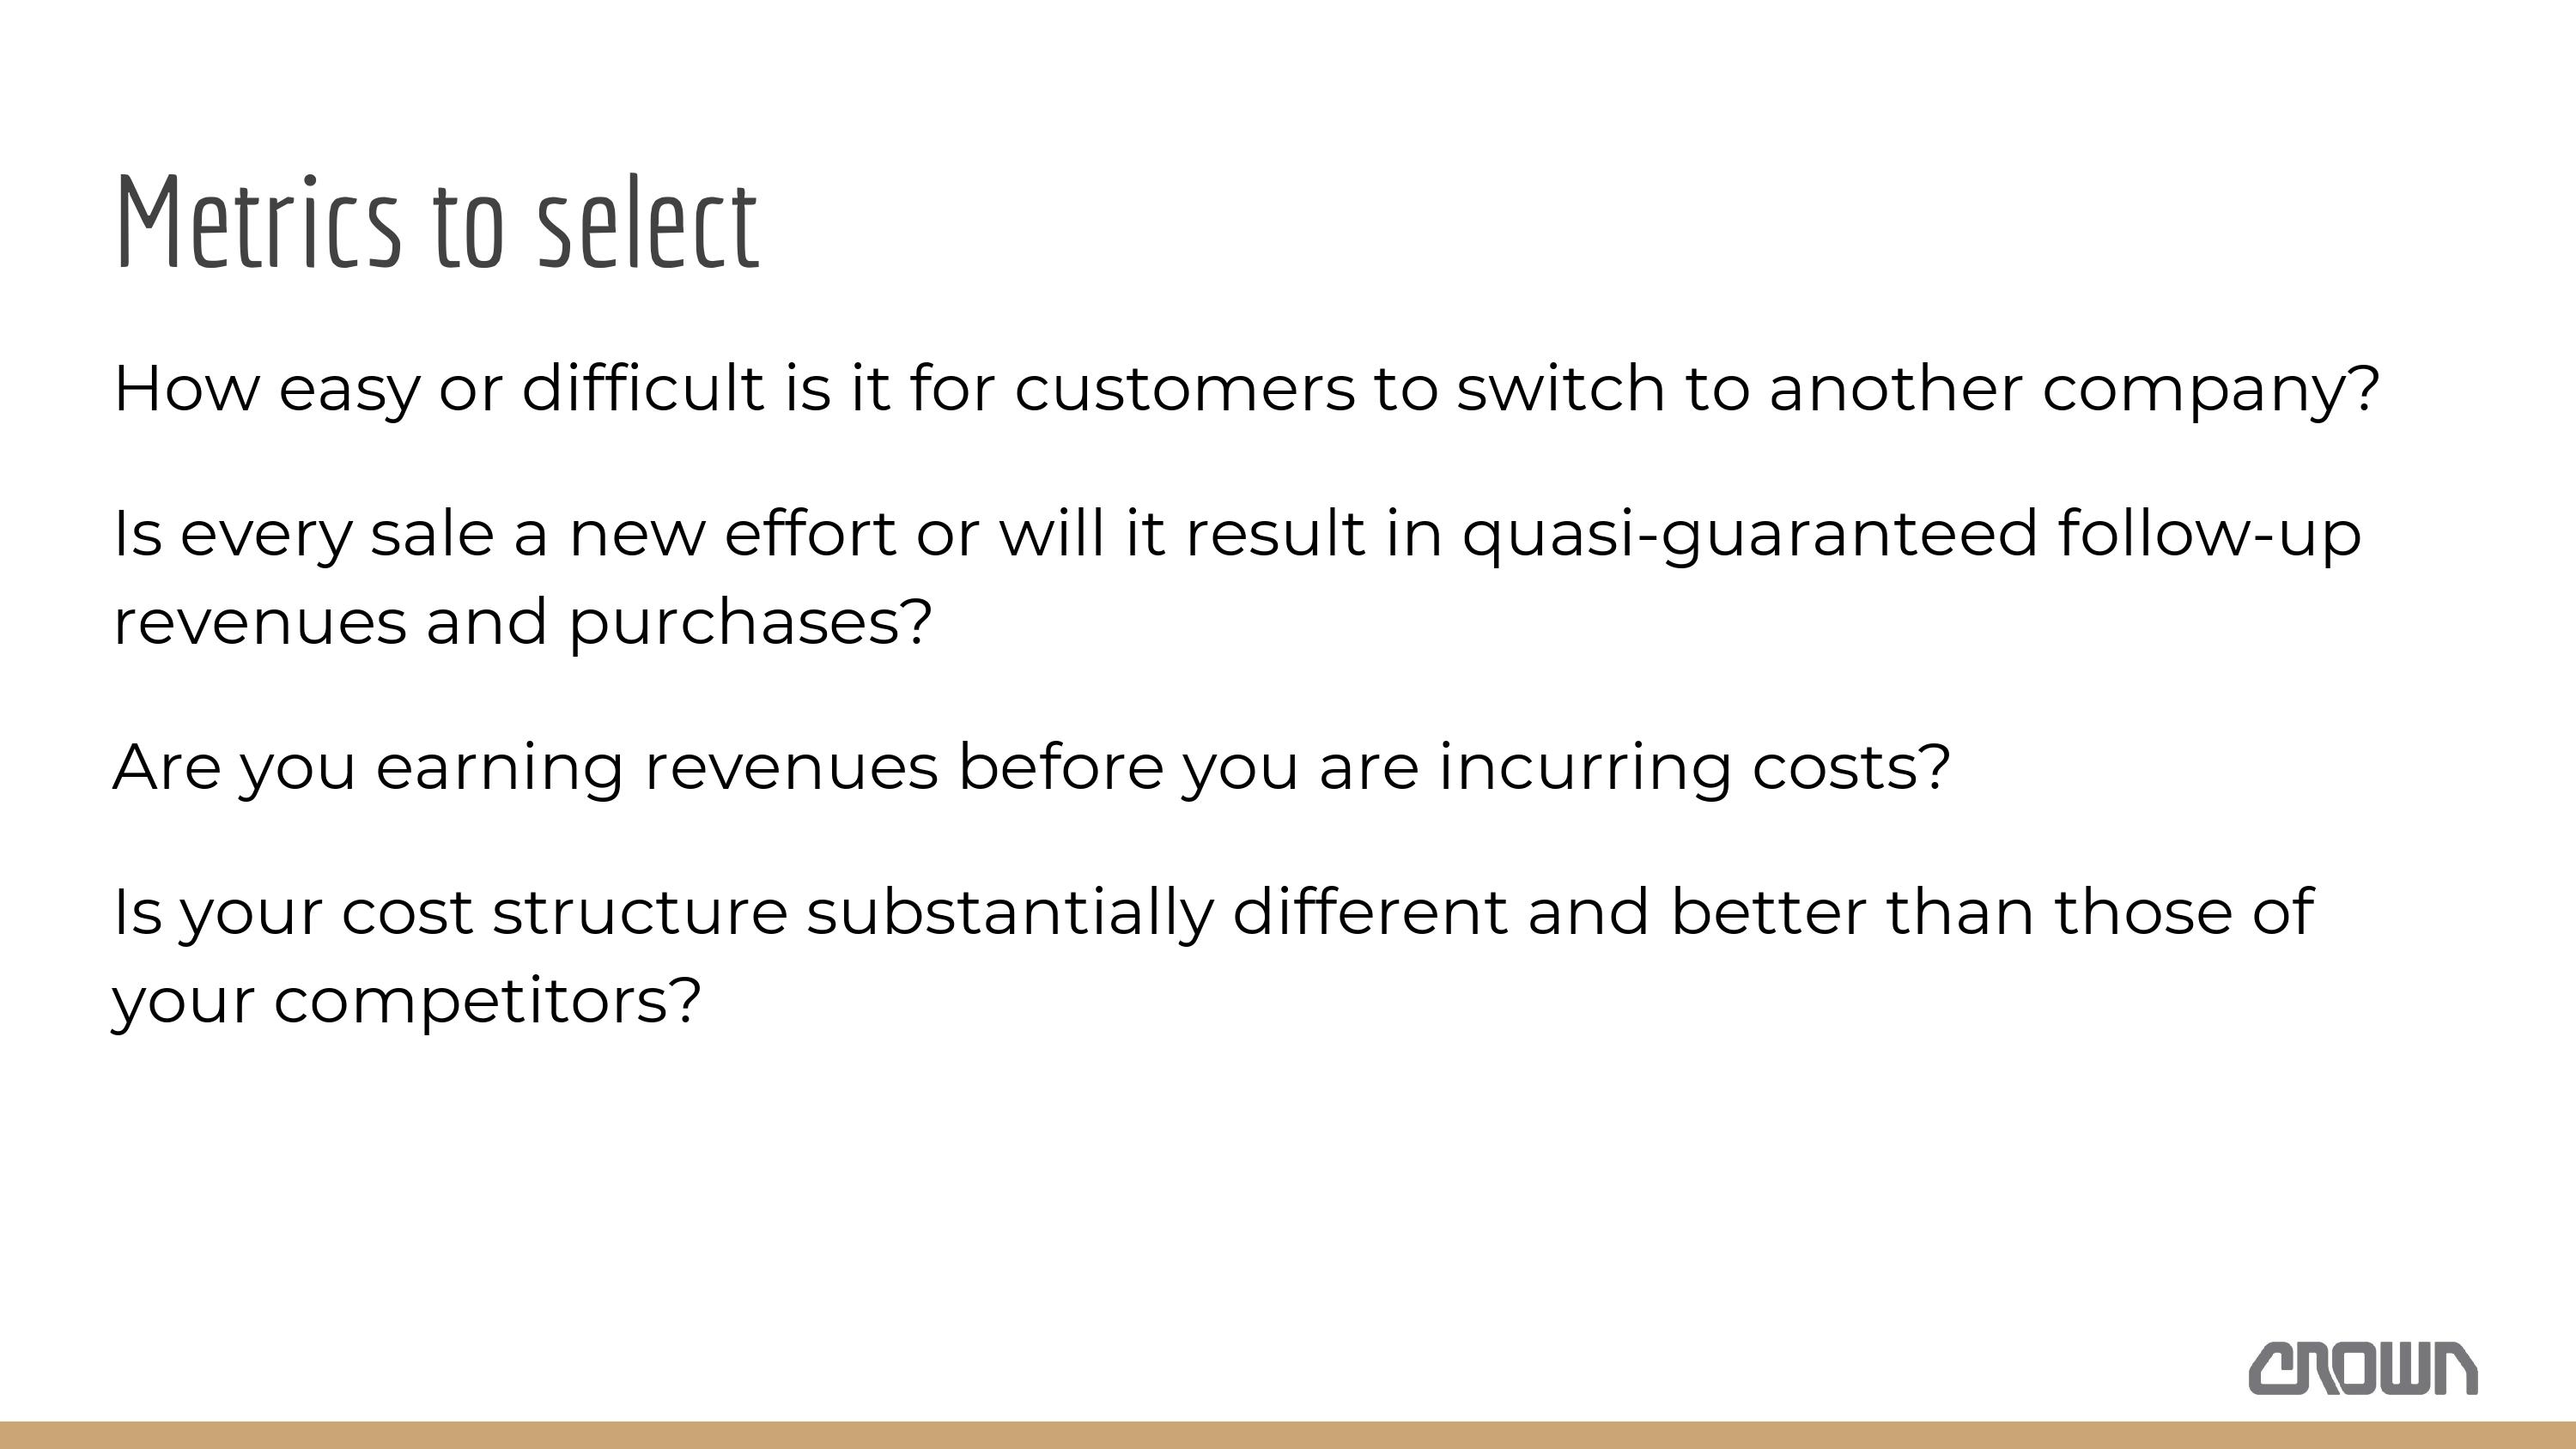 Metrics to select
How easy or difficult is it for customers to switch to another company?
Is every sale a new effort or will it result in quasi-guaranteed follow-up
revenues and purchases?
Are you earning revenues before you are incurring costs?
Is your cost structure substantially different and better than those of
your competitors?
CROWN